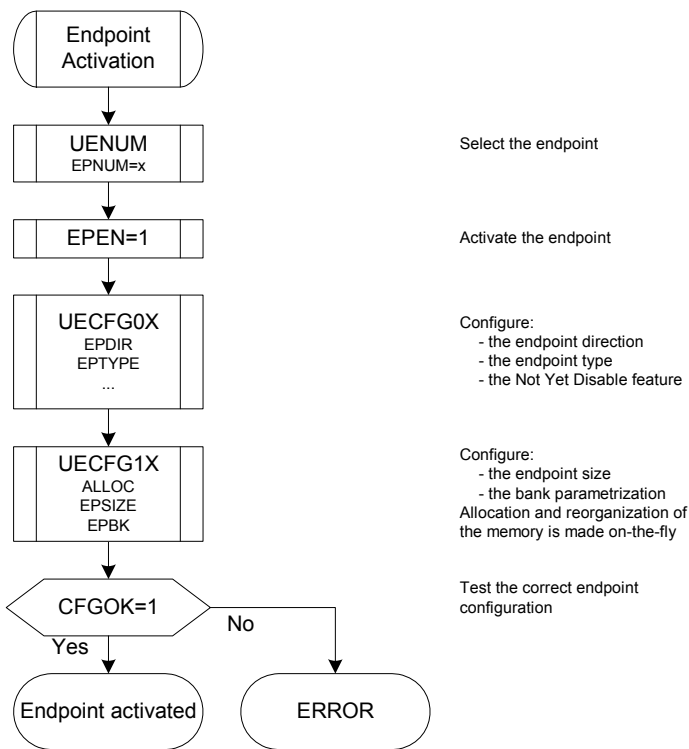 Endpoint
Activation
UENUM
EPNUM=x
Select the endpoint
EPEN=1
Activate the endpoint
UECFG0X
EPDIR
EPTYPE
...
Configure:
- the endpoint direction
- the endpoint type
- the Not Yet Disable feature
UECFG1X
ALLOC
EPSIZE
EPBK
Configure:
- the endpoint size
- the bank parametrization
Allocation and reorganization of
the memory is made on-the-fly
CFGOK=1
Test the correct endpoint
configuration
No
Yes
Endpoint activated
ERROR